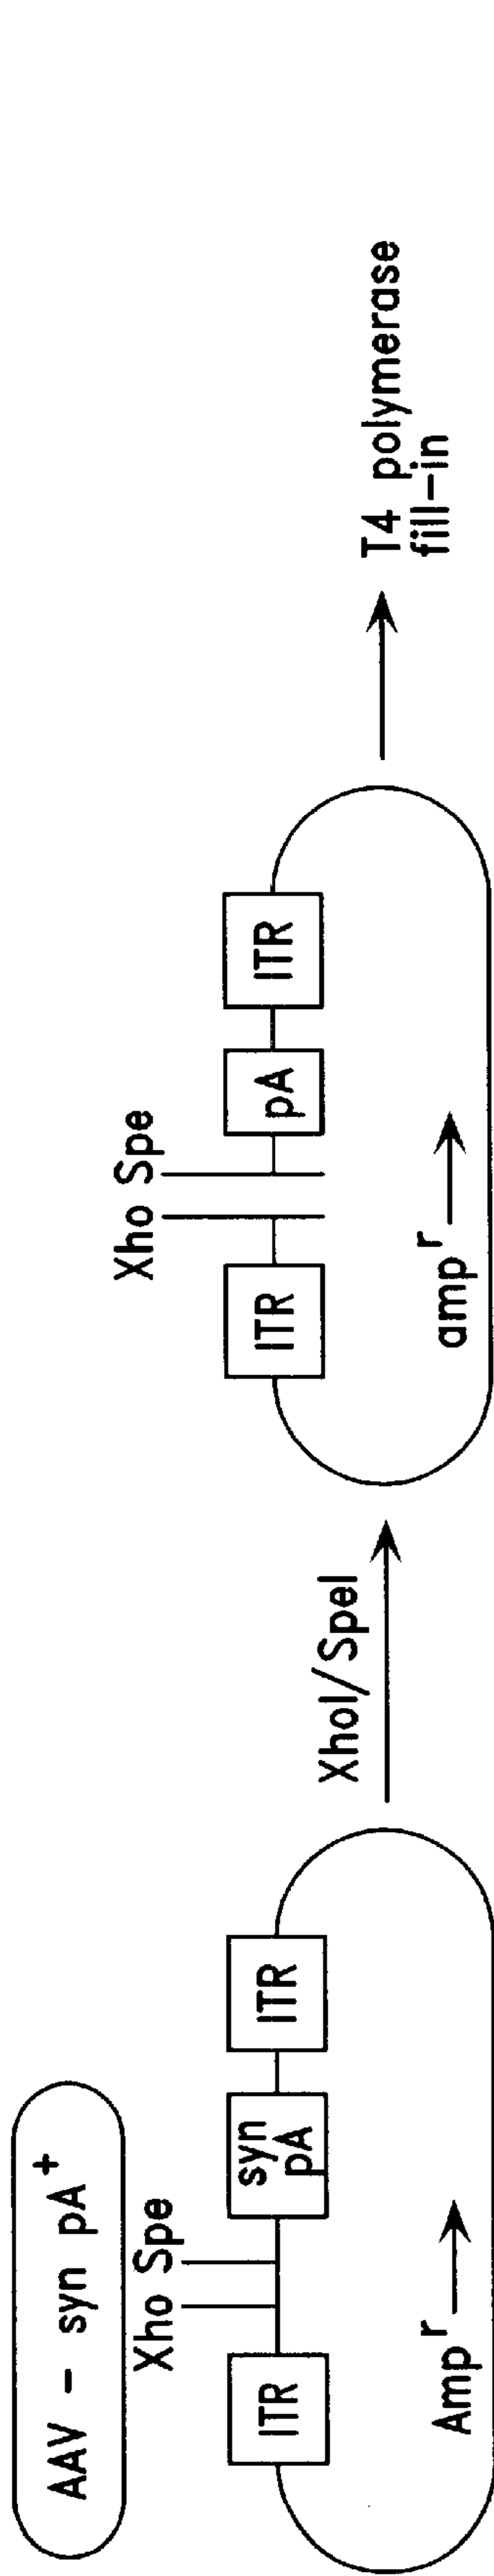 AAV - syn pA+
Xho Spe
ITR
syn
pA
ITR
Ampr
XhoI/SpeI
Xho Spe
ITR
pA
ITR
ampr
T4 polymerase
fill-in